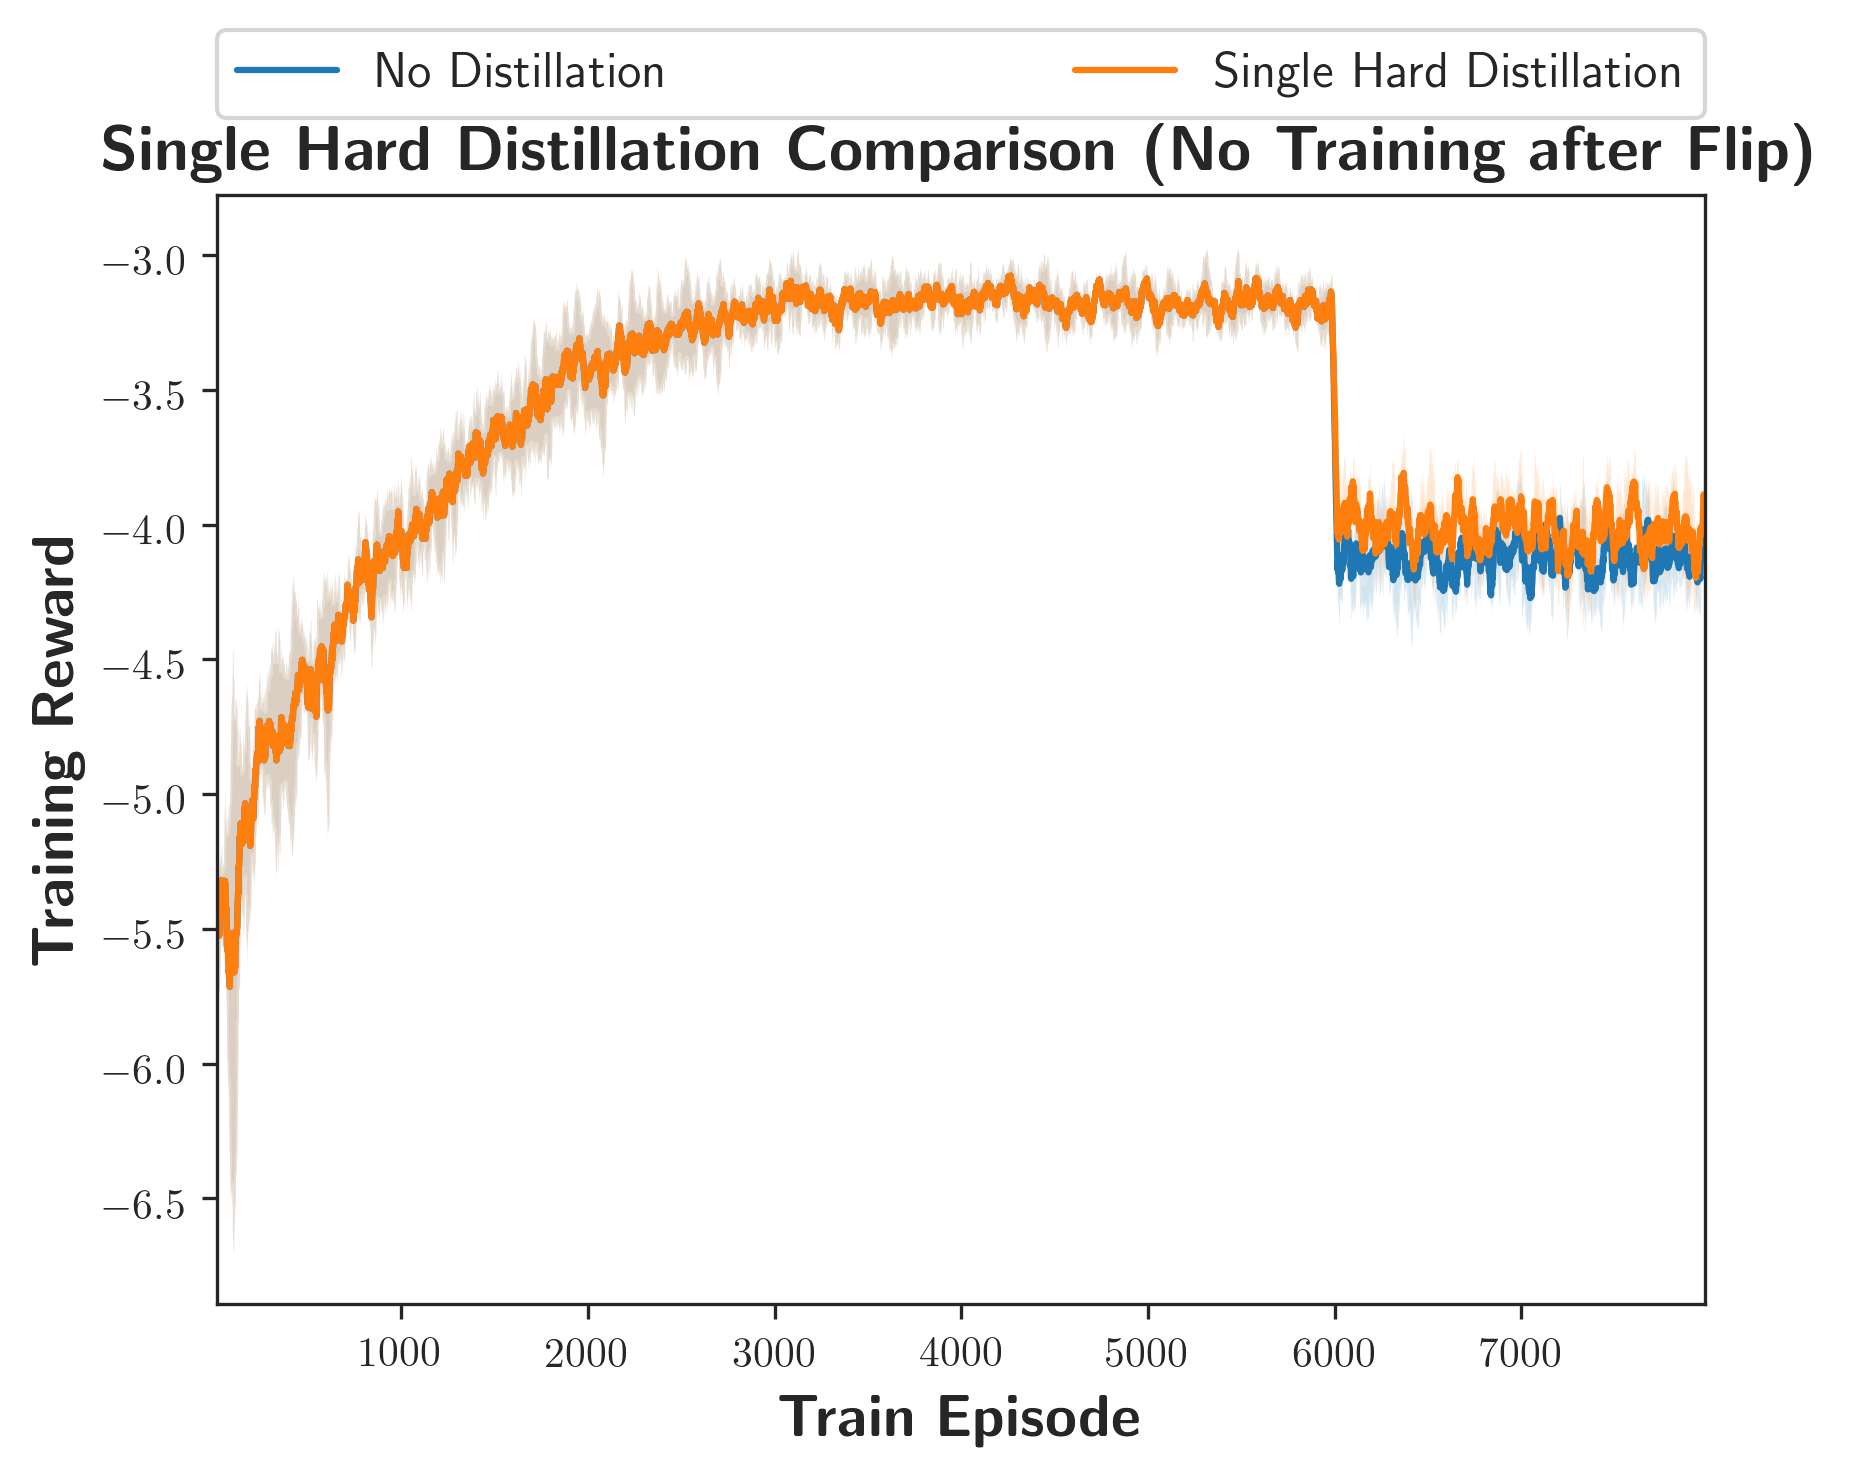 No Distillation Single Hard Distillation
Single Hard Distillation Comparison (No Training after Flip)
−3.0
−3.5
−4.0
−4.5
−5.0
−5.5
−6.0
−6.5
Training Reward
1000 2000 3000 4000 5000 6000 7000
Train Episode